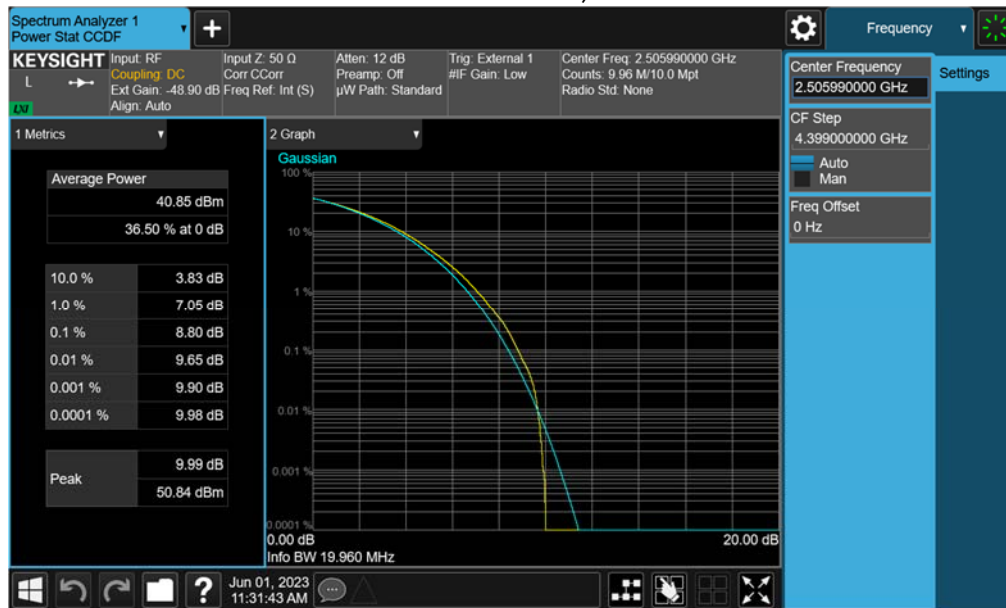 Spectrum Analyzer 1
Power Stat CCDF
Frequency
KEYSIGHT
L
LXI
Input: RF
Coupling: DC
Ext Gain: -48.90 dB
Align: Auto
Input Z: 50 Ω
Corr CCorr
Freq Ref: Int (S)
Atten: 12 dB
Preamp: Off
µW Path: Standard
Trig: External 1
#IF Gain: Low
Center Freq: 2.505990000 GHz
Counts: 9.96 M/10.0 Mpt
Radio Std: None
Center Frequency
2.505990000 GHz
Settings
CF Step
4.399000000 GHz
Auto
Man
Freq Offset
0 Hz
1 Metrics
Average Power
40.85 dBm
36.50 % at 0 dB
10.0 % 3.83 dB
1.0 % 7.05 dB
0.1 % 8.80 dB
0.01 % 9.65 dB
0.001 % 9.90 dB
0.0001 % 9.98 dB
Peak
9.99 dB
50.84 dBm
2 Graph
Gaussian
100 %
10 %
1 %
0.1 %
0.01 %
0.001 %
0.0001 %
0.00 dB 20.00 dB
Info BW 19.960 MHz
?
Jun 01, 2023
11:31:43 AM